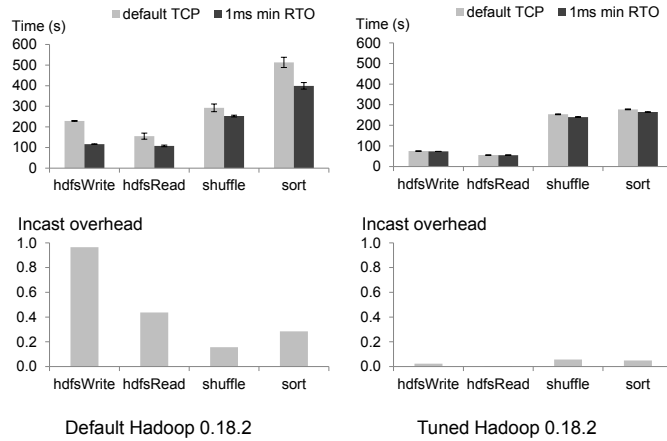 default TCP 1ms min RTO
Time (s)
600
500
400
300
200
100
0
hdfsWrite hdfsRead shuffle sort
default TCP 1ms min RTO
Time (s)
600
500
400
300
200
100
0
hdfsWrite hdfsRead shuffle sort
Incast overhead
1.0
0.8
0.6
0.4
0.2
0.0
hdfsWrite hdfsRead shuffle sort
Incast overhead
1.0
0.8
0.6
0.4
0.2
0.0
hdfsWrite hdfsRead shuffle sort
Default Hadoop 0.18.2
Tuned Hadoop 0.18.2